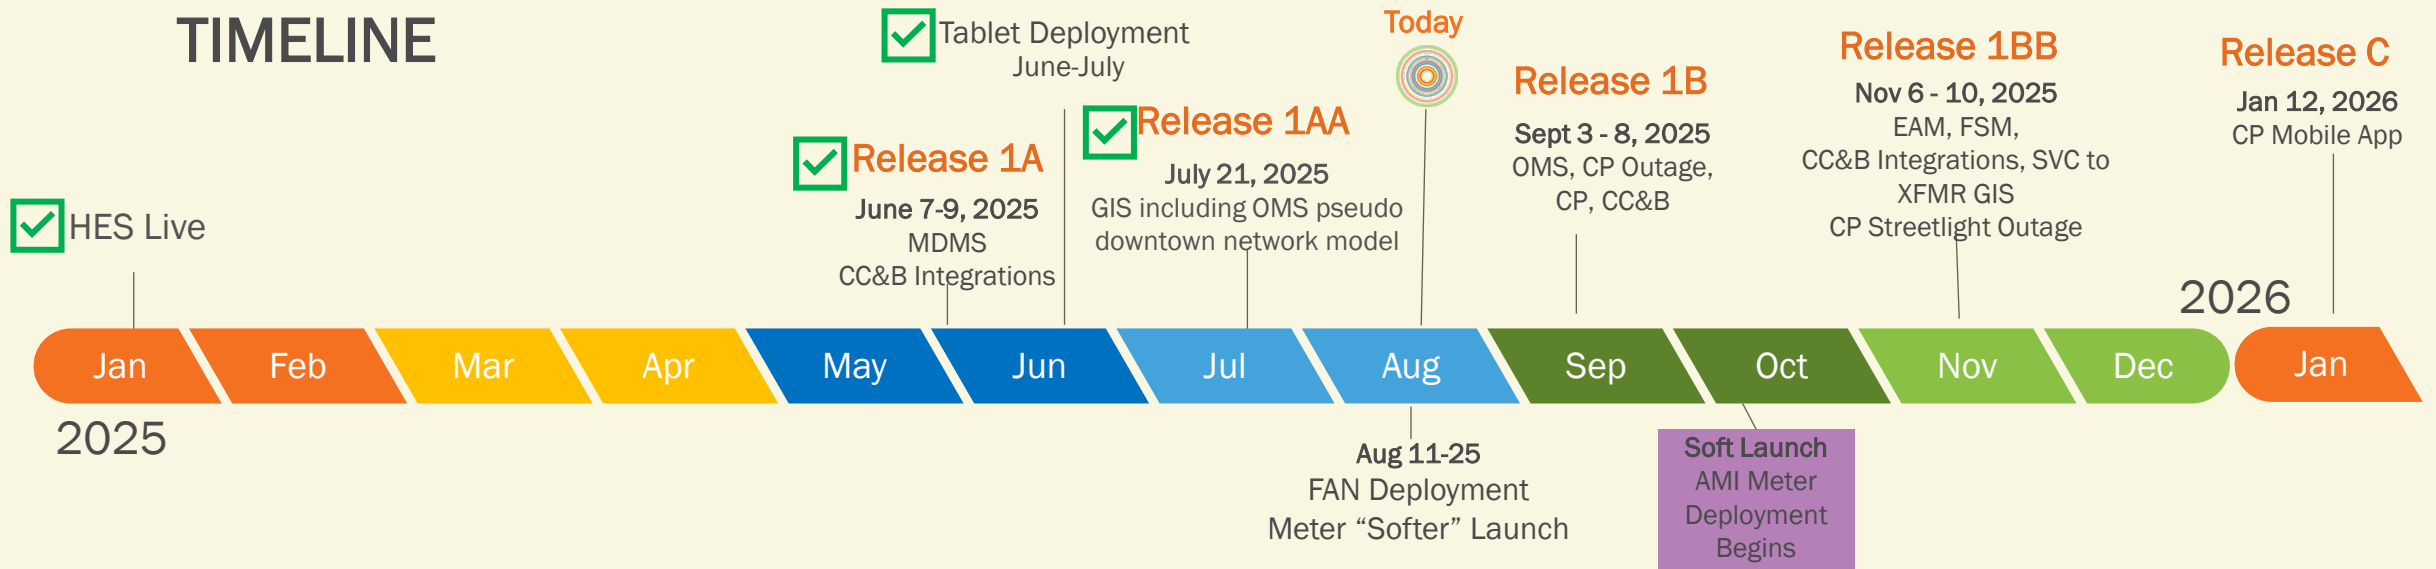 TIMELINE
HES Live
Release 1A
June 7-9, 2025
MDMS
CC&B Integrations
Tablet Deployment
June-July
Release 1AA
July 21, 2025
GIS including OMS pseudo
downtown network model
Today
Release 1B
Sept 3 - 8, 2025
OMS, CP Outage,
CP, CC&B
Release 1BB
Nov 6 - 10, 2025
EAM, FSM,
CC&B Integrations, SVC to
XFMR GIS
CP Streetlight Outage
Release C
Jan 12, 2026
CP Mobile App
2026
Jan Feb Mar Apr May Jun Jul Aug Sep Oct Nov Dec Jan
2025
Aug 11-25
FAN Deployment
Meter “Softer” Launch
Soft Launch
AMI Meter
Deployment
Begins